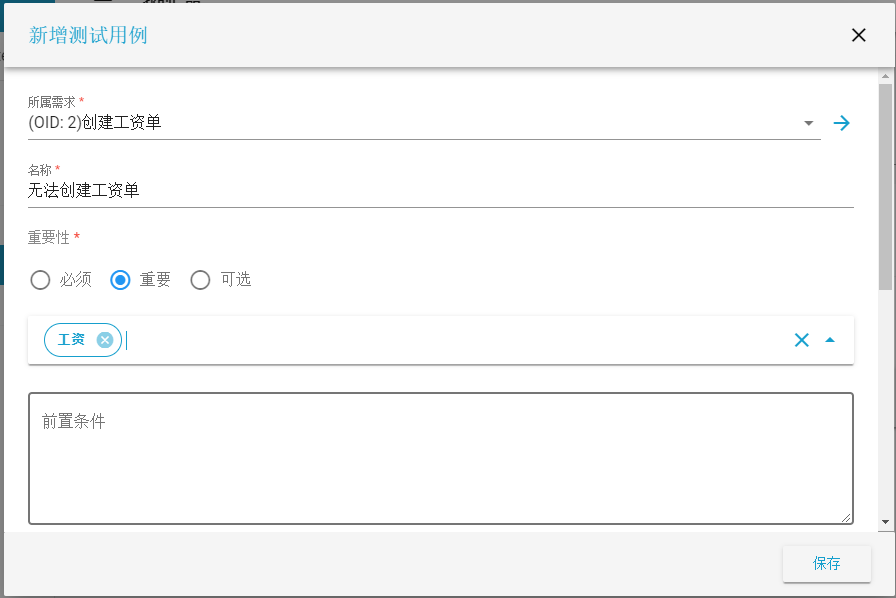 新增测试用例
所属需求 *
(OID: 2)创建工资单
名称 *
无法创建工资单
重要性 *
必须 重要 可选
工资
前置条件
保存